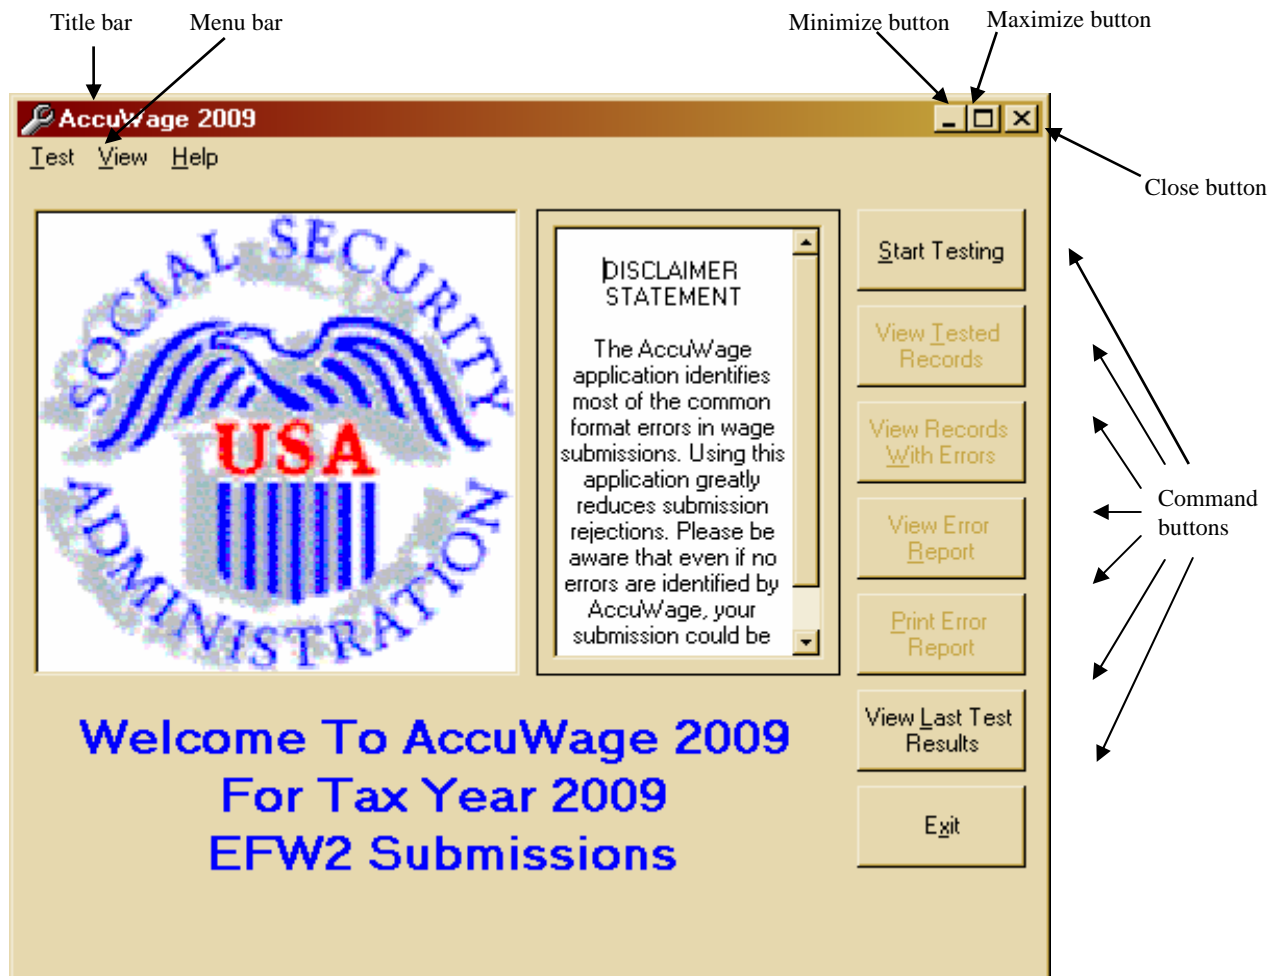 Title bar
Menu bar
Minimize button
Maximize button
AccuWage 2009
Close button
Test View Help
SOCIAL SECURITY
ADMINISTRATION
USA
DISCLAIMER
STATEMENT
The AccuWage
application identifies
most of the common
format errors in wage
submissions. Using this
application greatly
reduces submission
rejections. Please be
aware that even if no
errors are identified by
AccuWage, your
submission could be
Start Testing
View Tested
Records
View Records
With Errors
View Error
Report
Print Error
Report
View Last Test
Results
Exit
Command
buttons
Welcome To AccuWage 2009
For Tax Year 2009
EFW2 Submissions